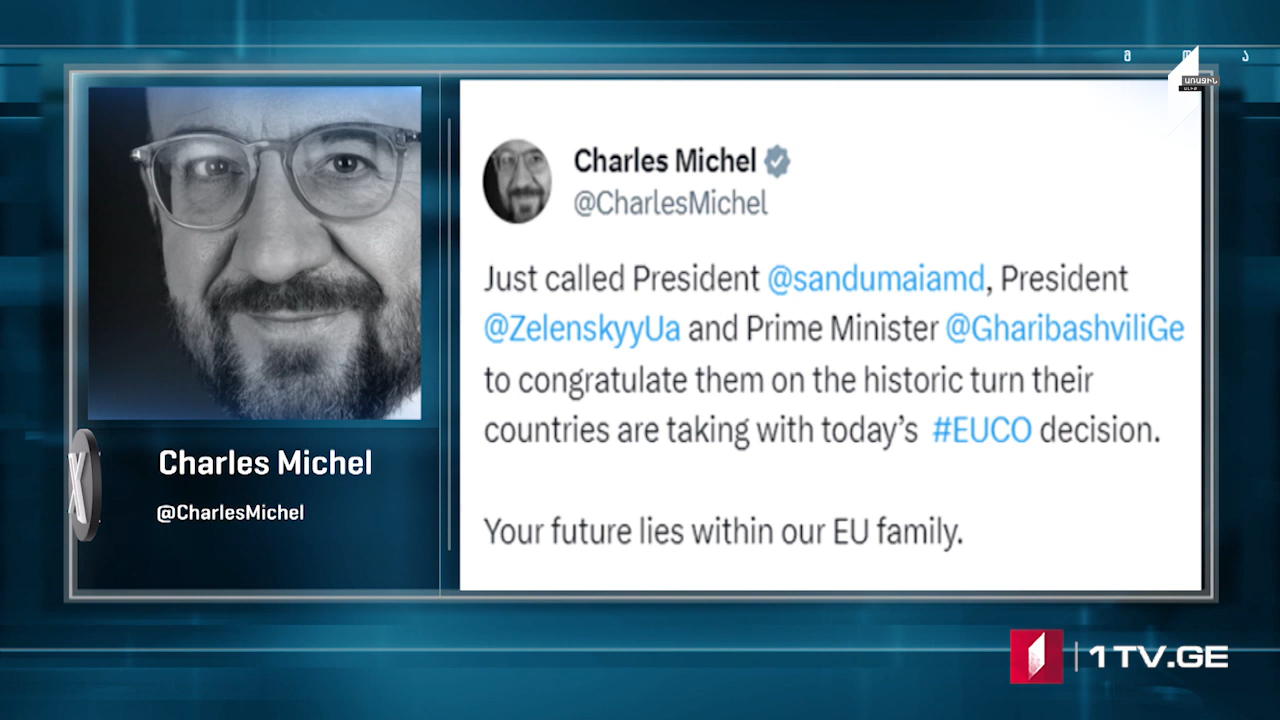 მ ა
ԱՌԱՋԻՆ
ԱԼԻՔ
Charles Michel
@CharlesMichel
Just called President @sandumaiamd, President
@ZelenskyyUa and Prime Minister @GharibashviliGe
to congratulate them on the historic turn their
countries are taking with today’s #EUCO decision.
Your future lies within our EU family.
X
Charles Michel
@CharlesMichel
1TV.GE